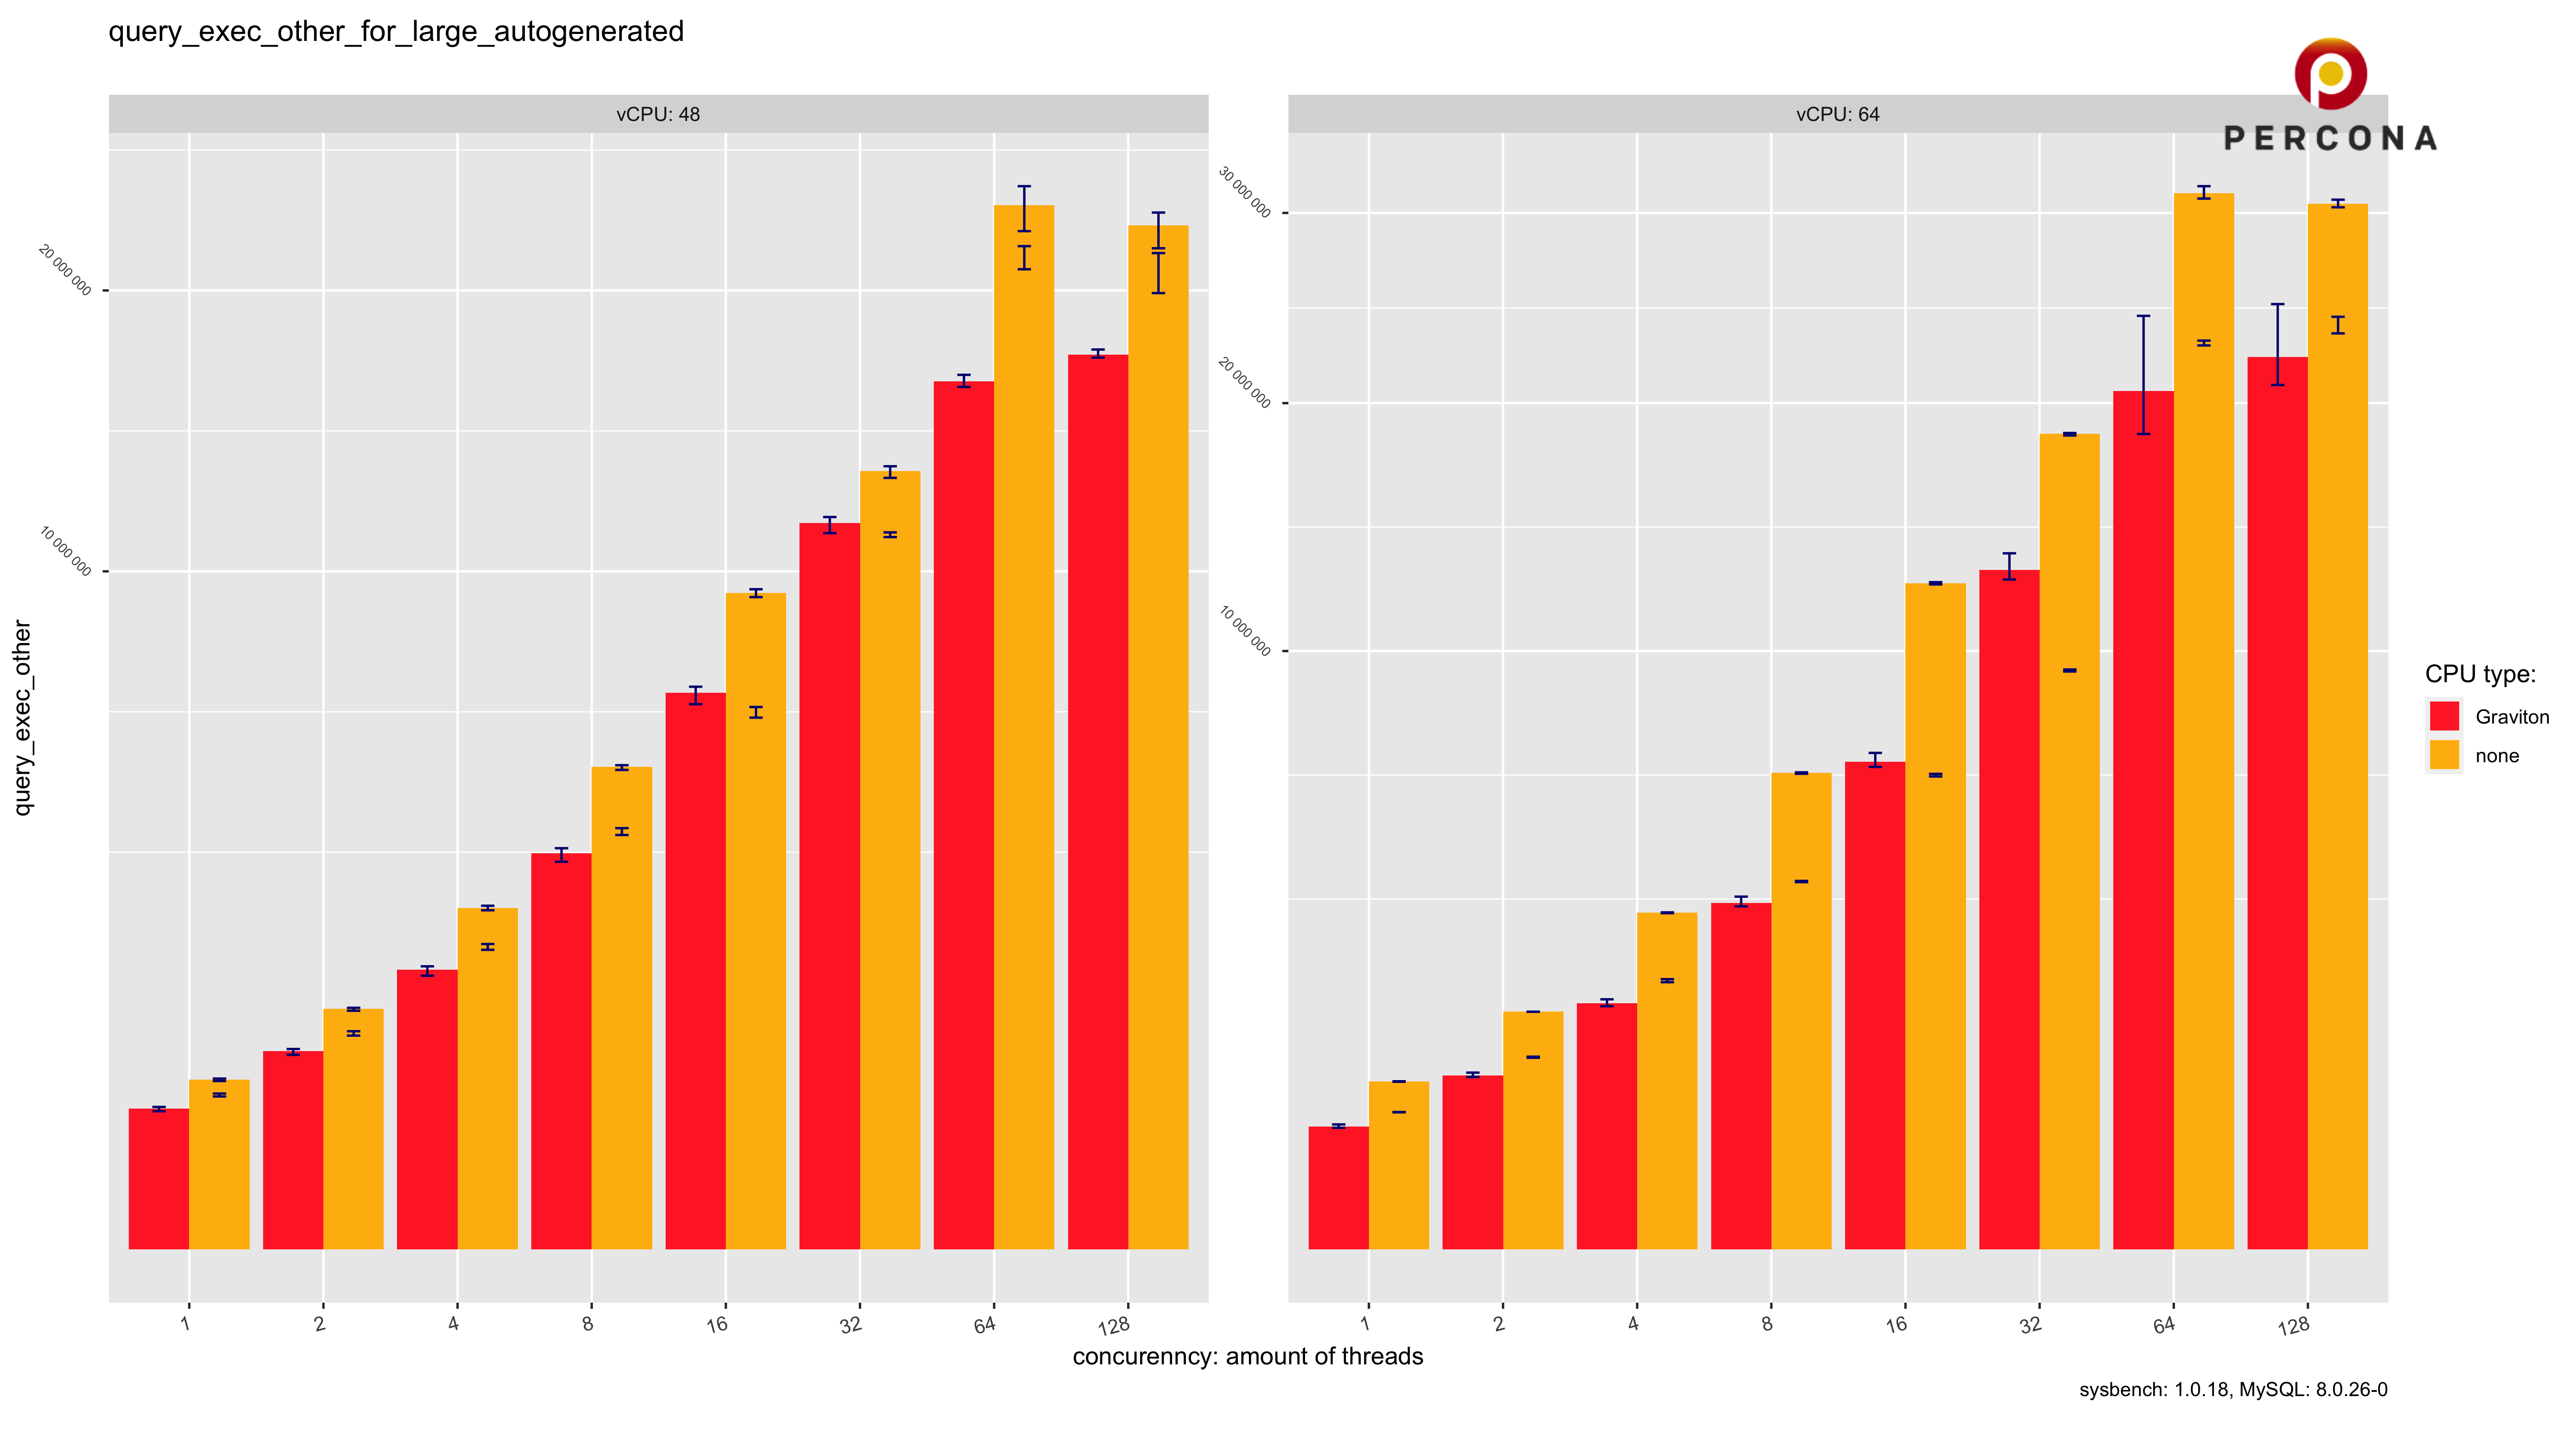 query_exec_other_for_large_autogenerated
PERCONA
vCPU: 48
vCPU: 64
query_exec_other
20 000 000
10 000 000
30 000 000
20 000 000
10 000 000
1 2 4 8 16 32 64 128
1 2 4 8 16 32 64 128
concurenncy: amount of threads
CPU type:
Graviton
none
sysbench: 1.0.18, MySQL: 8.0.26-0